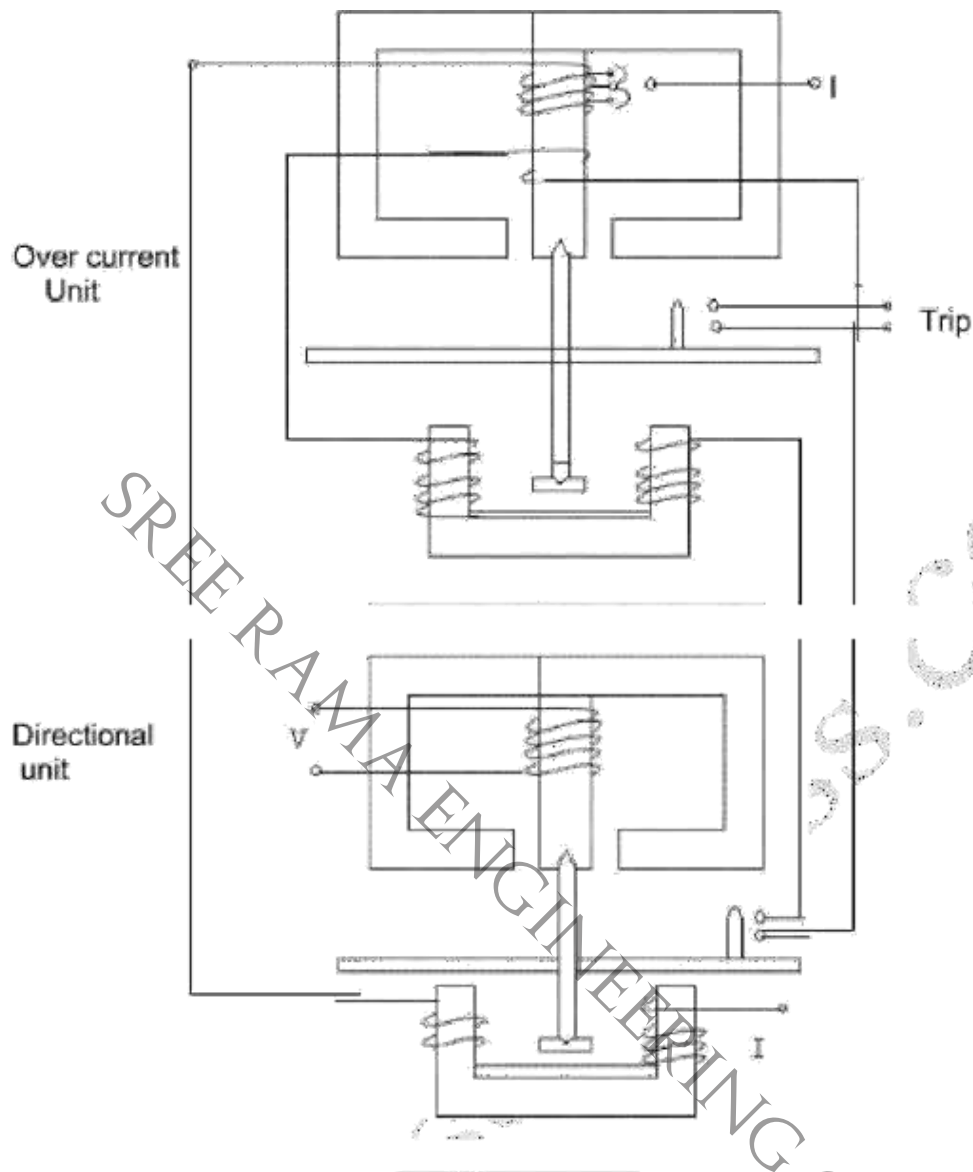 I
Over current
Unit
Trip
Directional
unit
V
I
SREE RAMA ENGINEERING